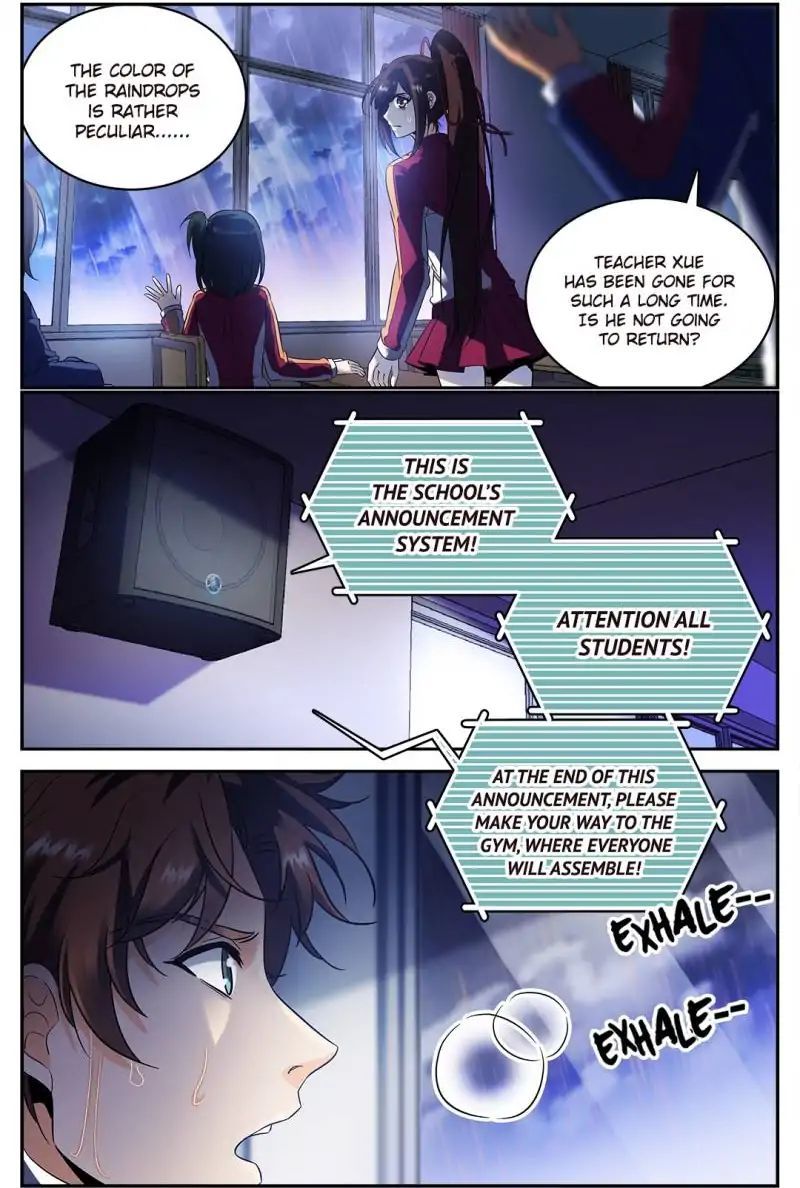 THE COLOR OF
THE RAINDROPS
IS RATHER
PECULIAR......
TEACHER XUE
HAS BEEN GONE FOR
SUCH A LONG TIME.
IS HE NOT GOING
TO RETURN?
THIS IS
THE SCHOOL'S
ANNOUNCEMENT
SYSTEM!
ATTENTION ALL
STUDENTS!
AT THE END OF THIS
ANNOUNCEMENT, PLEASE
MAKE YOUR WAY TO THE
GYM, WHERE EVERYONE
WILL ASSEMBLE!
EXHALE--
EXHALE--